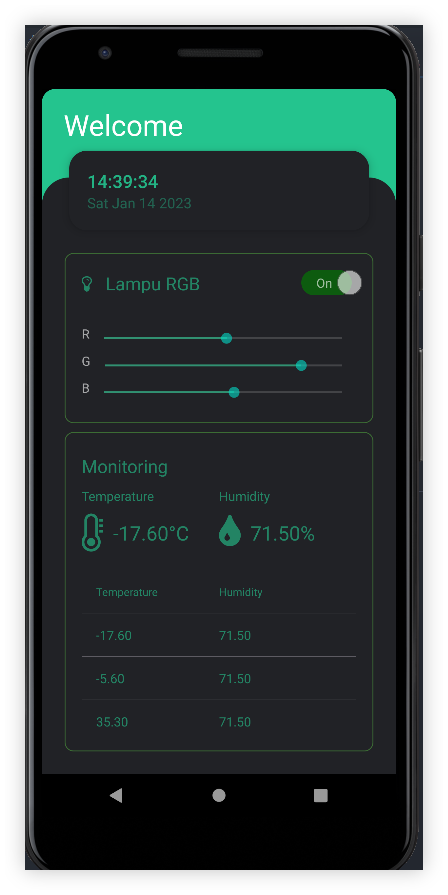 Welcome
14:39:34
Sat Jan 14 2023
Lampu RGB
On
R
G
B
Monitoring
Temperature Humidity
-17.60°C 71.50%
Temperature Humidity
-17.60 71.50
-5.60 71.50
35.30 71.50